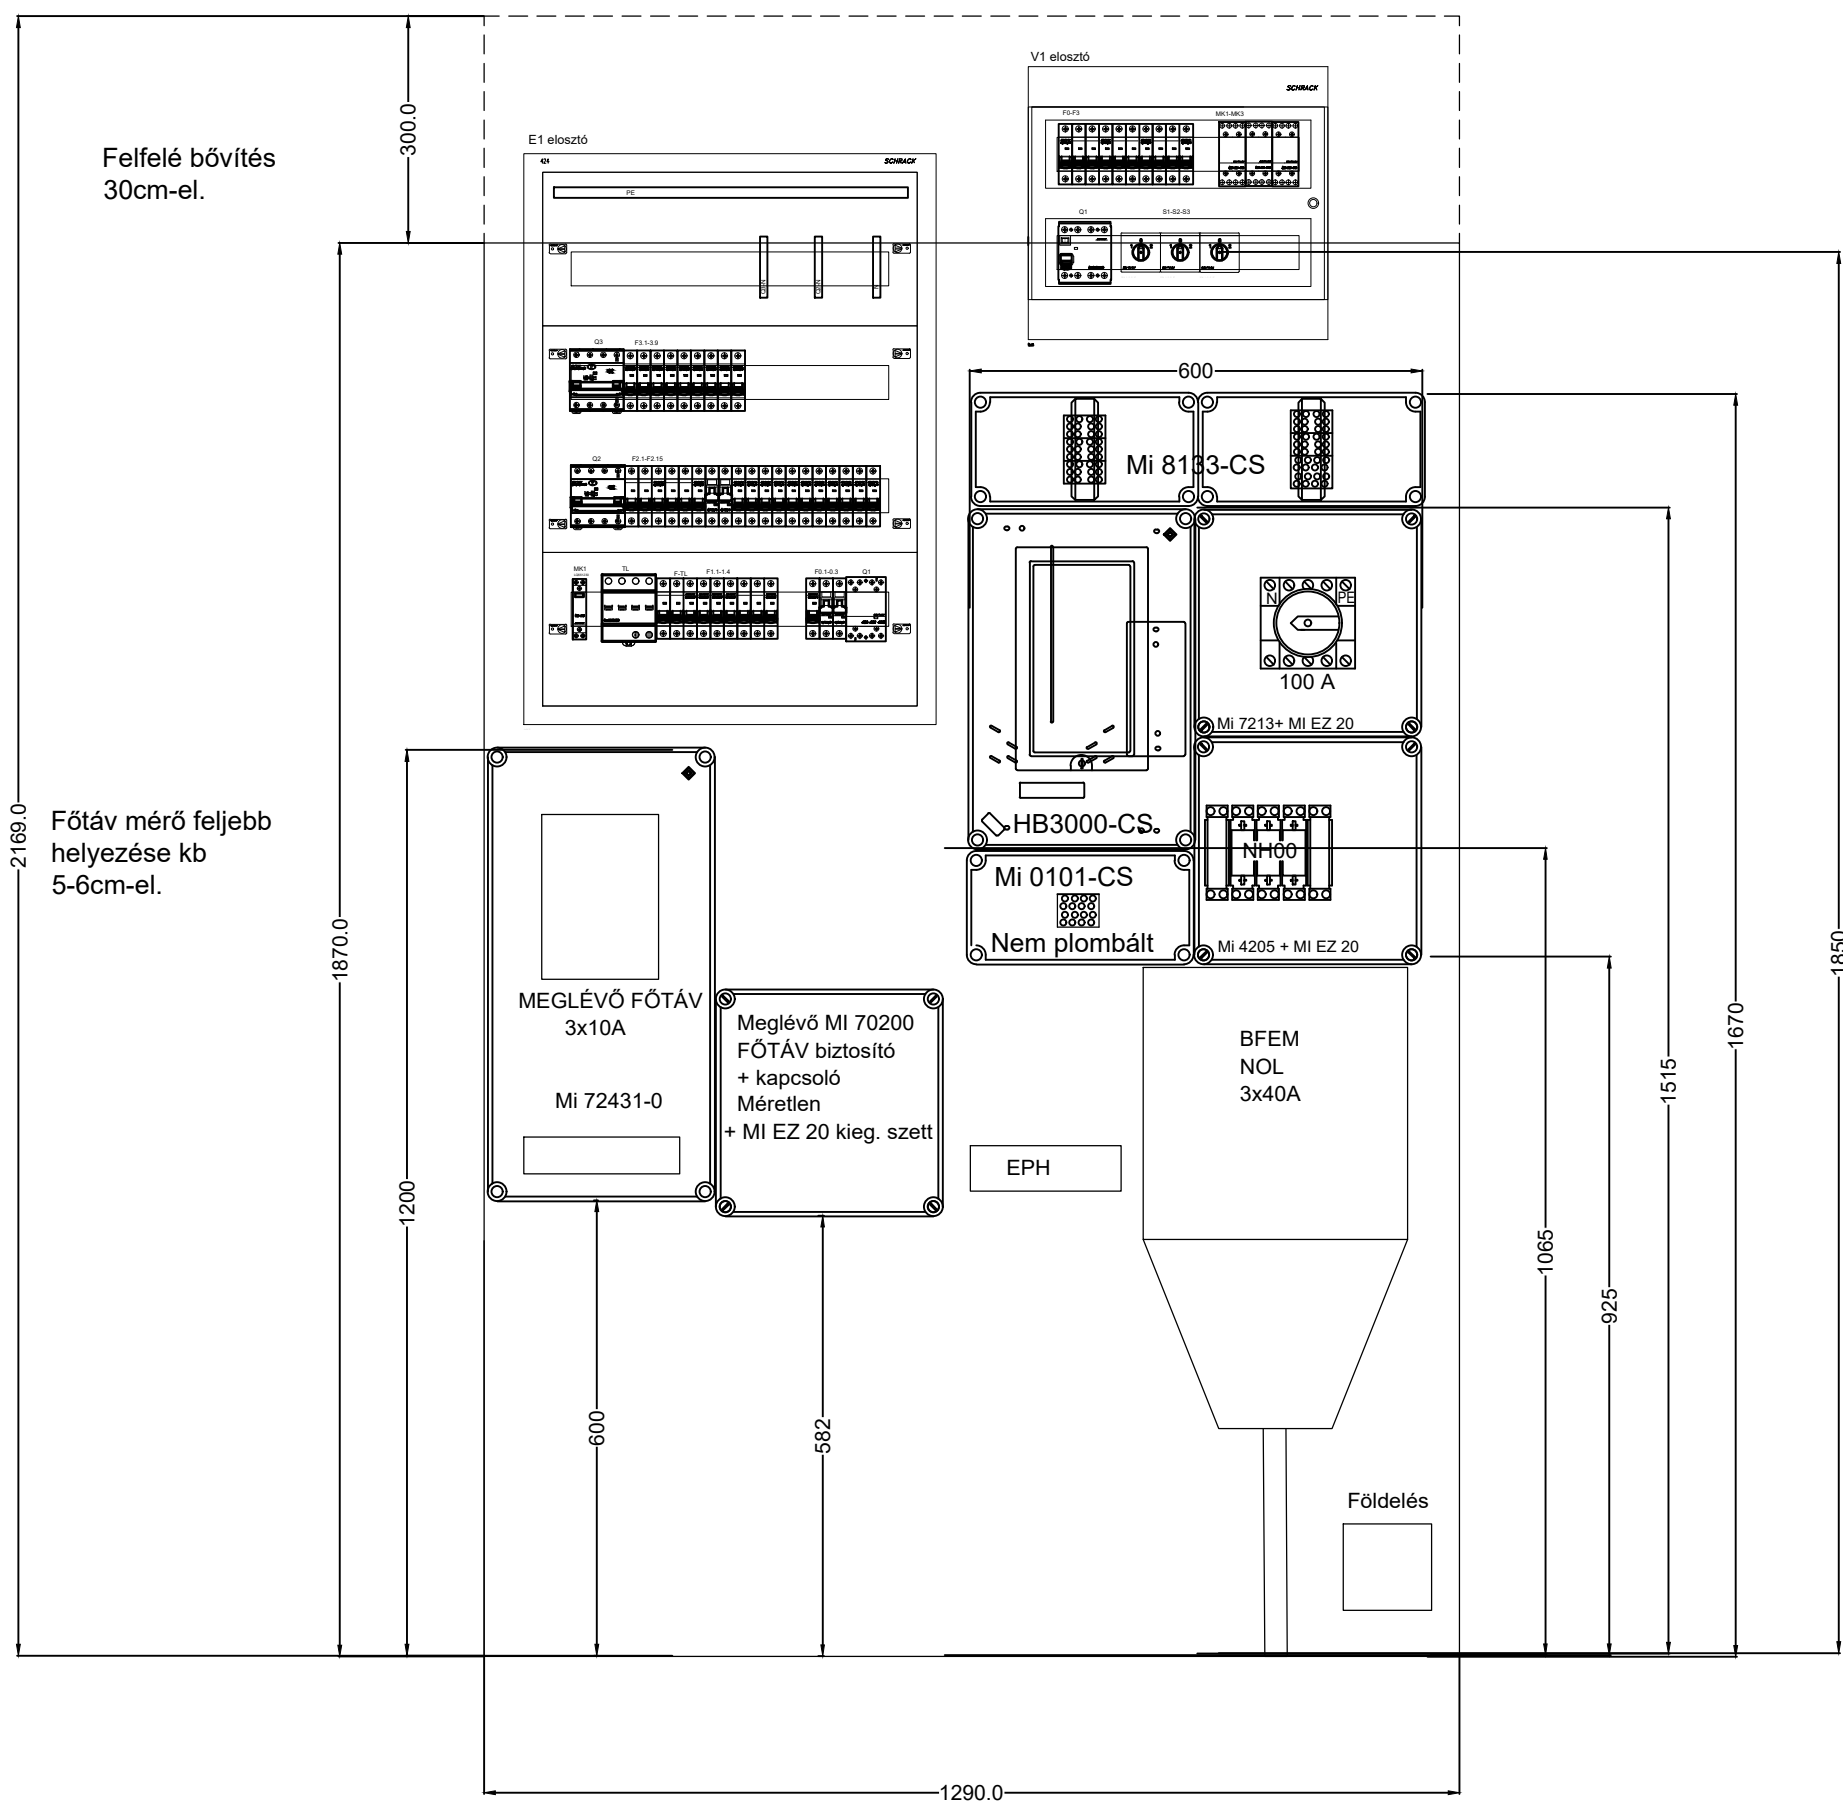 V1 elosztó
SCHRACK
F0-F3
MK1-MK3
Q1
S1-S2-S3
300.0
Felfelé bővítés
30cm-el.
E1 elosztó
424
SCHRACK
PE
N
Q3
F3.1-3.9
Q2
F2.1-F2.15
MK1
TL
F-TL
F1.1-1.4
F0.1-0.3
Q1
600
Mi 8133-CS
N
PE
100 A
Mi 7213+ MI EZ 20
HB3000-CS
NH00
Mi 4205 + MI EZ 20
Mi 0101-CS
Nem plombált
2169.0
Főtáv mérő feljebb
helyezése kb
5-6cm-el.
1870.0
1850
MEGLÉVŐ FŐTÁV
3x10A
Mi 72431-0
Meglévő MI 70200
FŐTÁV biztosító
+ kapcsoló
Méretlen
+ MI EZ 20 kieg. szett
BFEM
NOL
3x40A
EPH
1670
1515
1200
1065
925
600
582
Földelés
1290.0